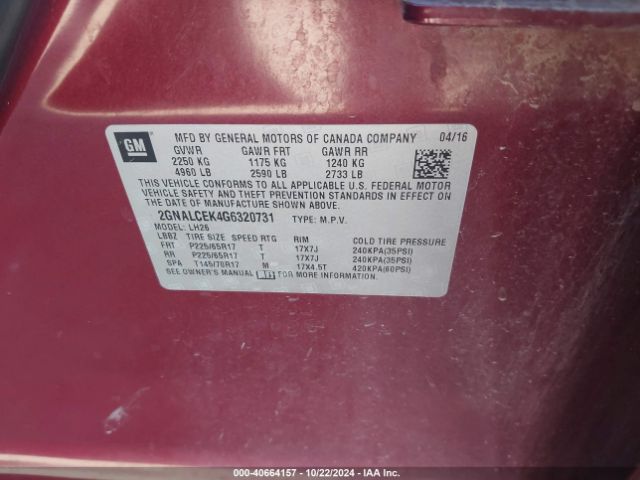 GM
MFD BY GENERAL MOTORS OF CANADA COMPANY 04/16
GVWR GAWR FRT GAWR RR
2250 KG 1175 KG 1240 KG
4960 LB 2590 LB 2733 LB
THIS VEHICLE CONFORMS TO ALL APPLICABLE U.S. FEDERAL MOTOR
VEHICLE SAFETY AND THEFT PREVENTION STANDARDS IN EFFECT ON
THE DATE OF MANUFACTURE SHOWN ABOVE.
2GNALCEK4G6320731 TYPE: M.P.V.
MODEL: LH26
LBBZ TIRE SIZE SPEED RTG RIM COLD TIRE PRESSURE
FRT P225/65R17 T 17X7J 240KPA(35PSI)
RR P225/65R17 T 17X7J 240KPA(35PSI)
SPA T145/70R17 M 17X4.5T 420KPA(60PSI)
SEE OWNER'S MANUAL FOR MORE INFORMATION.
000-40664157 - 10/22/2024 - IAA Inc.